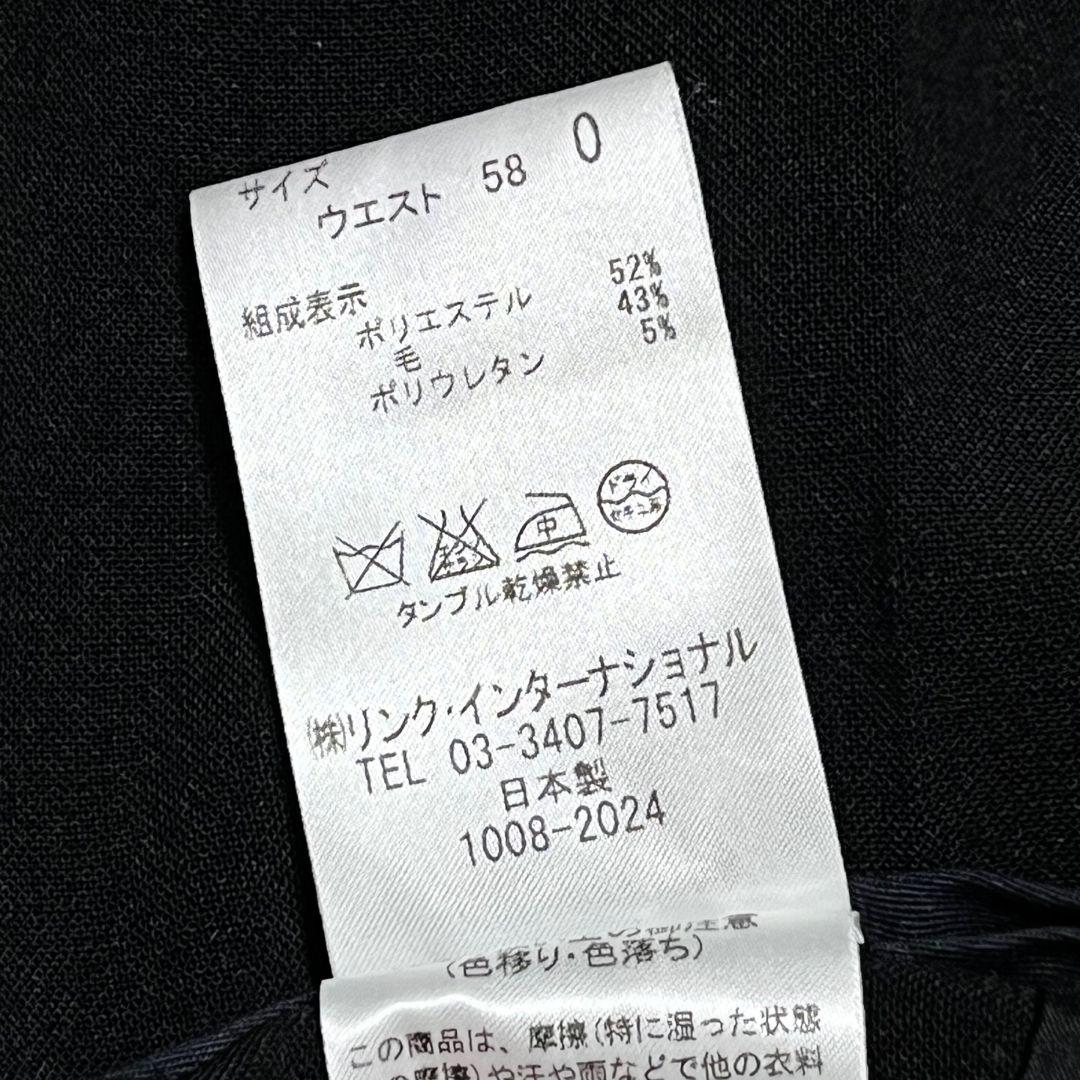 サイズ 0
ウエスト 58
組成表示
ポリエステル 52%
毛 43%
ポリウレタン 5%
中
ドライ
タンブル乾燥禁止
㈱リンク・インターナショナル
TEL 03-3407-7517
日本製
1008-2024
(色移り・色落ち)
この商品は、摩擦(特に湿った状態
摩擦)や汗や雨などで他の衣料